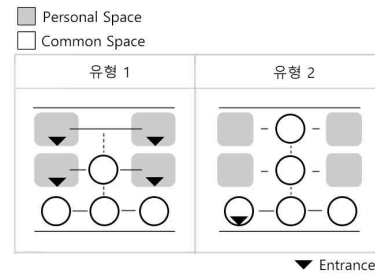 Personal Space
Common Space
유형 1
유형 2
Entrance